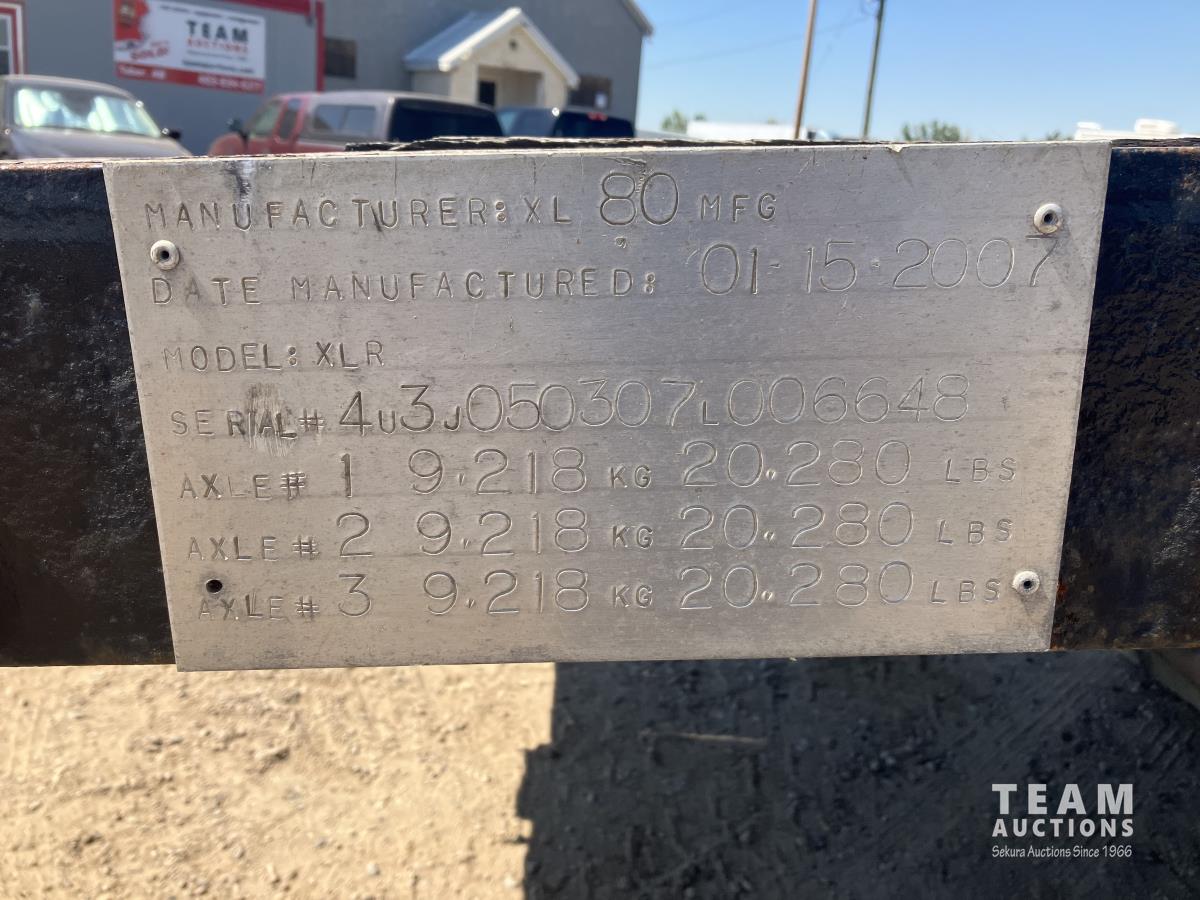 TEAM
AUCTIONS
MANUFACTURER: XL 80 MFG
DATE MANUFACTURED: 01-15-2007
MODEL: XLR
SERIAL# 4U3J050307L006648
AXLE# 1 9.218 KG 20.280 LBS
AXLE# 2 9.218 KG 20.280 LBS
AXLE# 3 9.218 KG 20.280 LBS
TEAM
AUCTIONS
Sekura Auctions Since 1966